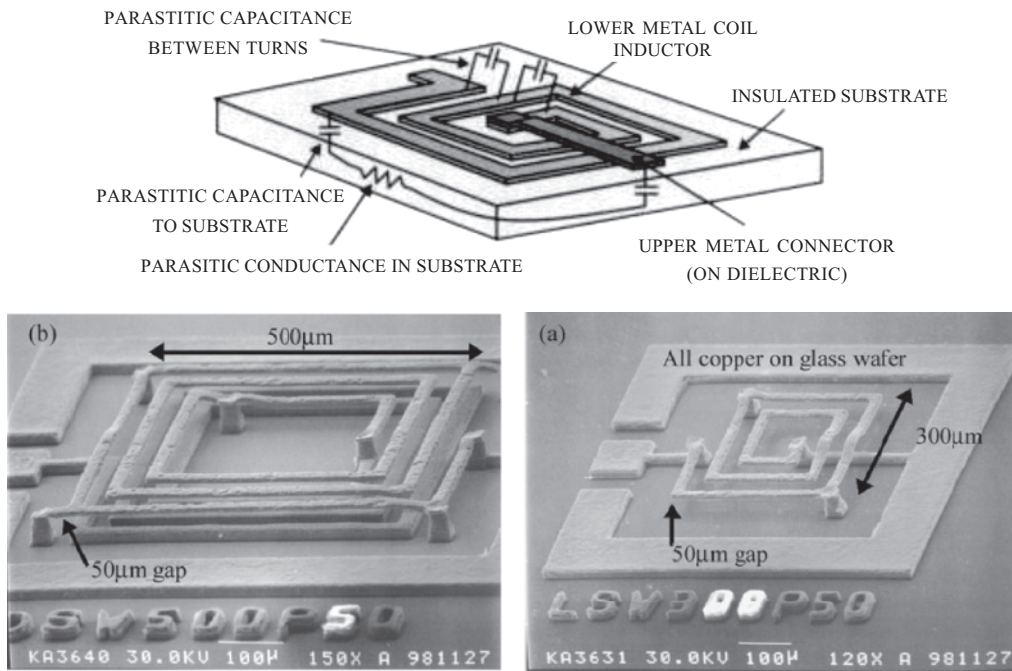 PARASTITIC CAPACITANCE
BETWEEN TURNS
LOWER METAL COIL
INDUCTOR
INSULATED SUBSTRATE
PARASTITIC CAPACITANCE
TO SUBSTRATE
PARASITIC CONDUCTANCE IN SUBSTRATE
UPPER METAL CONNECTOR
(ON DIELECTRIC)
(b)
500µm
50µm gap
DSW500P50
KA3640 30.0KV 100µ 150X A 981127
(a)
All copper on glass wafer
300µm
50µm gap
LSW300P50
KA3631 30.0KV 100µ 120X A 981127